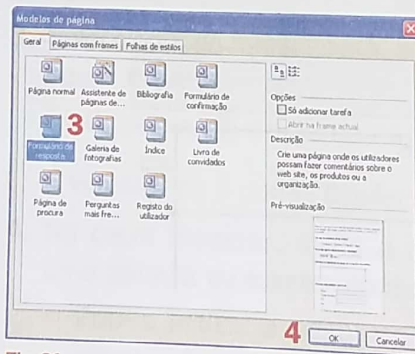 Modelos de página
Geral
Páginas com frames
Folhas de estilos
Página normal
Assistente de páginas de...
Bibliografia
Formulário de confirmação
3
Formulário de resposta
Galeria de fotografias
Índice
Livro de convidados
Página de procura
Perguntas mais fre...
Registo do utilizador
Opções
Só adicionar tarefa
Abrir na frame actual
Descrição
Crie uma página onde os utilizadores
possam fazer comentários sobre o
web site, os produtos ou a
organização.
Pré-visualização
4
OK
Cancelar